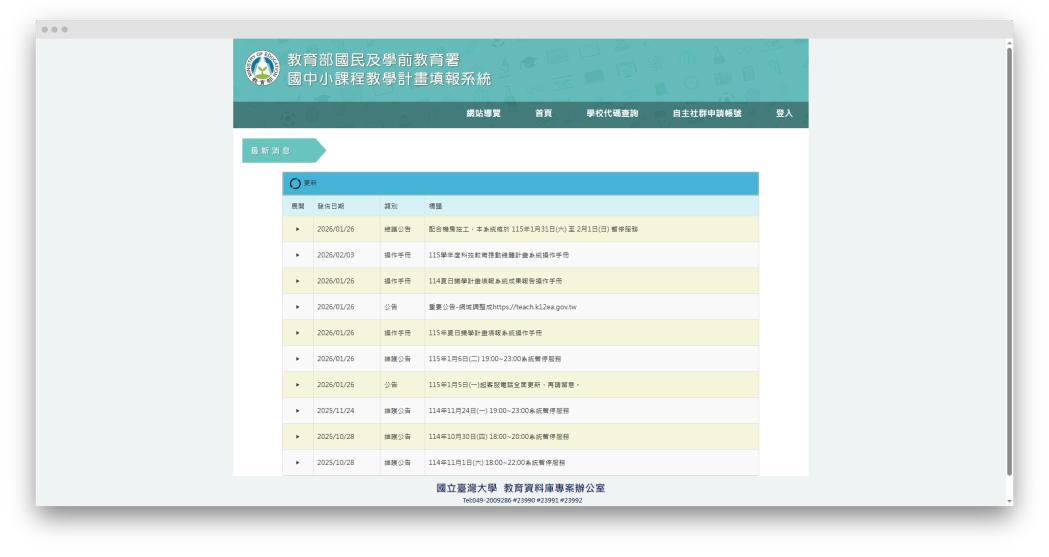 教育部國民及學前教育署
國中小課程教學計畫填報系統
網站導覽 首頁 學校代碼查詢 自主社群申請帳號 登入
最新消息
更新
展開 發佈日期 類別 標題
2026/01/26 維護公告 配合機房施工，本系統將於 115年1月31日(六) 至 2月1日(日) 暫停服務
2026/02/03 操作手冊 115學年度科技教育推動總體計畫系統操作手冊
2026/01/26 操作手冊 114夏日樂學計畫填報系統成果報告操作手冊
2026/01/26 公告 重要公告-網域調整成https://teach.k12ea.gov.tw
2026/01/26 操作手冊 115年夏日樂學計畫填報系統操作手冊
2026/01/26 維護公告 115年1月6日(二) 19:00~23:00系統暫停服務
2026/01/26 公告 115年1月5日(一)起客服電話全面更新，再請留意。
2025/11/24 維護公告 114年11月24日(一) 19:00~23:00系統暫停服務
2025/10/28 維護公告 114年10月30日(四) 18:00~20:00系統暫停服務
2025/10/28 維護公告 114年11月1日(六) 18:00~22:00系統暫停服務
國立臺灣大學 教育資料庫專案辦公室
Tel:049-2009286 #23990 #23991 #23992